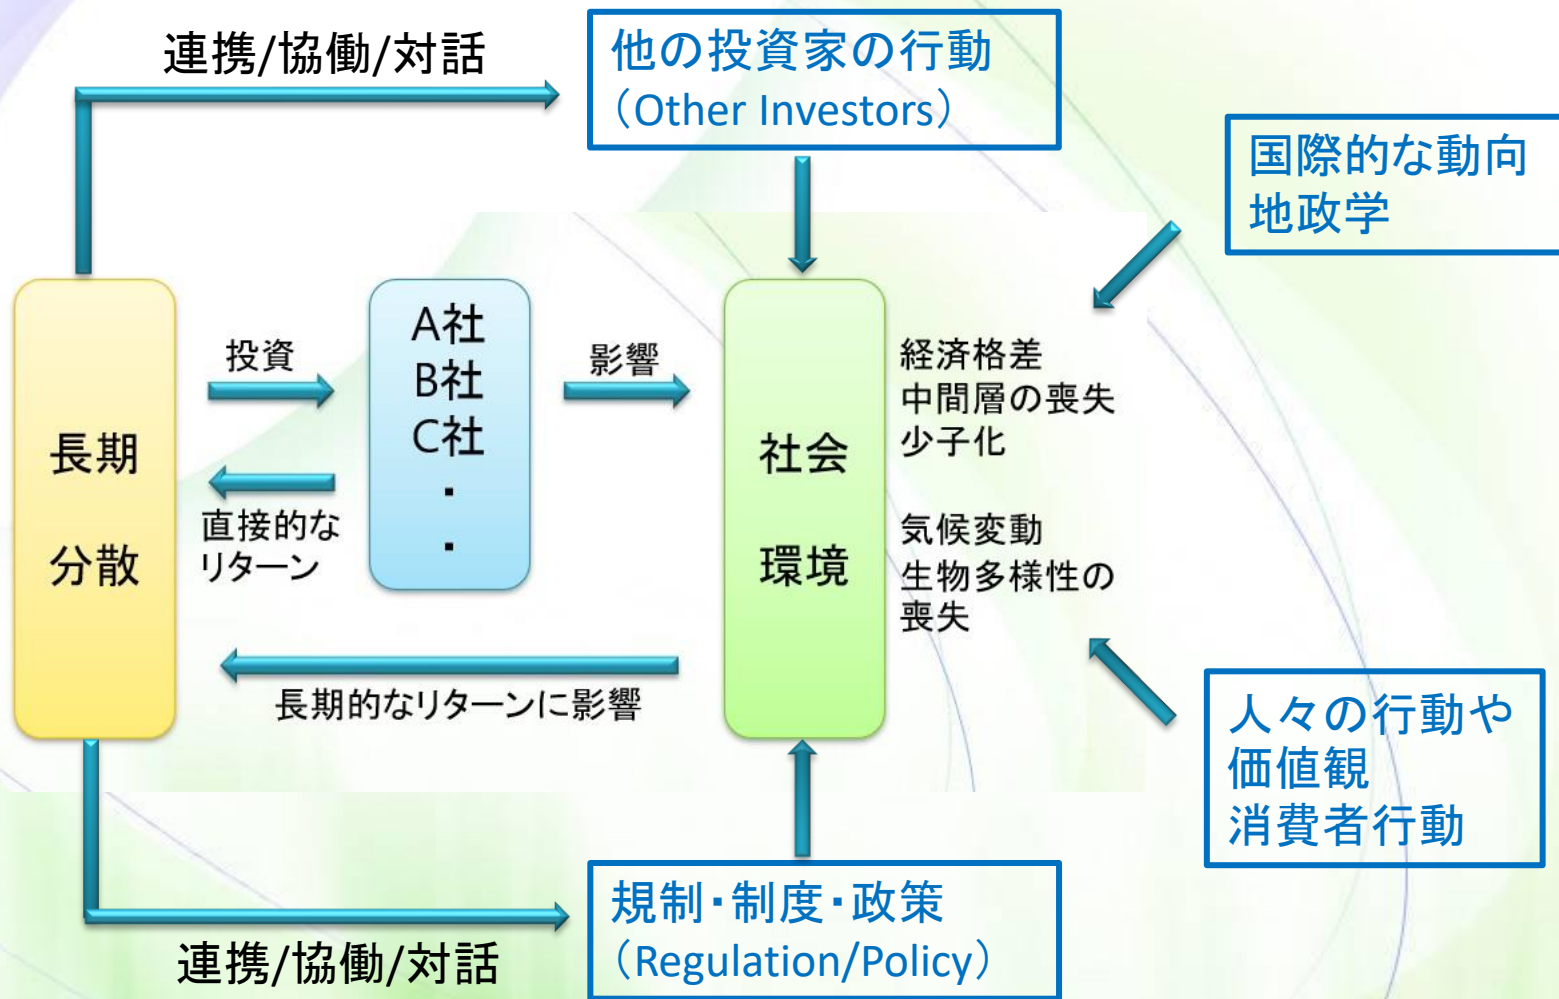 連携/協働/対話
他の投資家の行動
（Other Investors）
国際的な動向
地政学
長期
分散
投資
直接的な
リターン
A社
B社
C社
・
・
影響
社会
環境
経済格差
中間層の喪失
少子化
気候変動
生物多様性の
喪失
長期的なリターンに影響
人々の行動や
価値観
消費者行動
連携/協働/対話
規制・制度・政策
（Regulation/Policy）